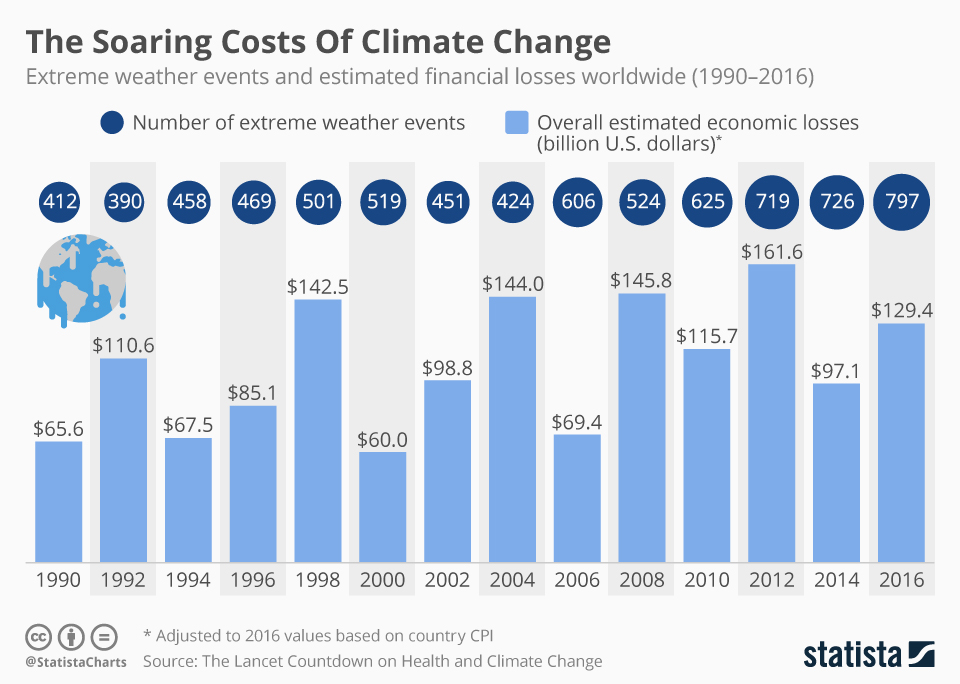 The Soaring Costs Of Climate Change
Extreme weather events and estimated financial losses worldwide (1990–2016)
Number of extreme weather events
Overall estimated economic losses
(billion U.S. dollars)*
412 390 458 469 501 519 451 424 606 524 625 719 726 797
$65.6 $110.6 $67.5 $85.1 $142.5 $60.0 $98.8 $144.0 $69.4 $145.8 $115.7 $161.6 $97.1 $129.4
1990 1992 1994 1996 1998 2000 2002 2004 2006 2008 2010 2012 2014 2016
cc
@StatistaCharts
* Adjusted to 2016 values based on country CPI
Source: The Lancet Countdown on Health and Climate Change
statista